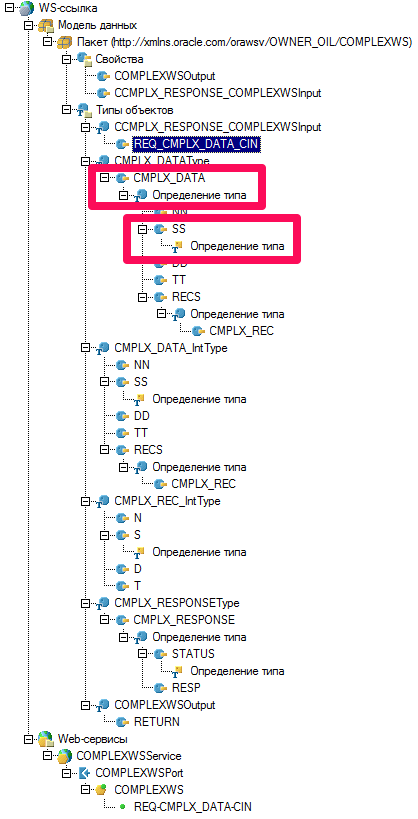 WS-ссылка
Модель данных
Пакет (http://xmlns.oracle.com/orawsv/OWNER_OIL/COMPLEXWS)
Свойства
COMPLEXWSOutput
CCMPLX_RESPONSE_COMPLEXWSInput
Типы объектов
CCMPLX_RESPONSE_COMPLEXWSInput
REQ_CMPLX_DATA_CIN
CMPLX_DATAType
CMPLX_DATA
Определение типа
NN
SS
Определение типа
DD
TT
RECS
Определение типа
CMPLX_REC
CMPLX_DATA_IntType
NN
SS
Определение типа
DD
TT
RECS
Определение типа
CMPLX_REC
CMPLX_REC_IntType
N
S
Определение типа
D
T
CMPLX_RESPONSEType
CMPLX_RESPONSE
Определение типа
STATUS
Определение типа
RESP
COMPLEXWSOutput
RETURN
Web-сервисы
COMPLEXWSService
COMPLEXWSPort
COMPLEXWS
REQ-CMPLX_DATA-CIN